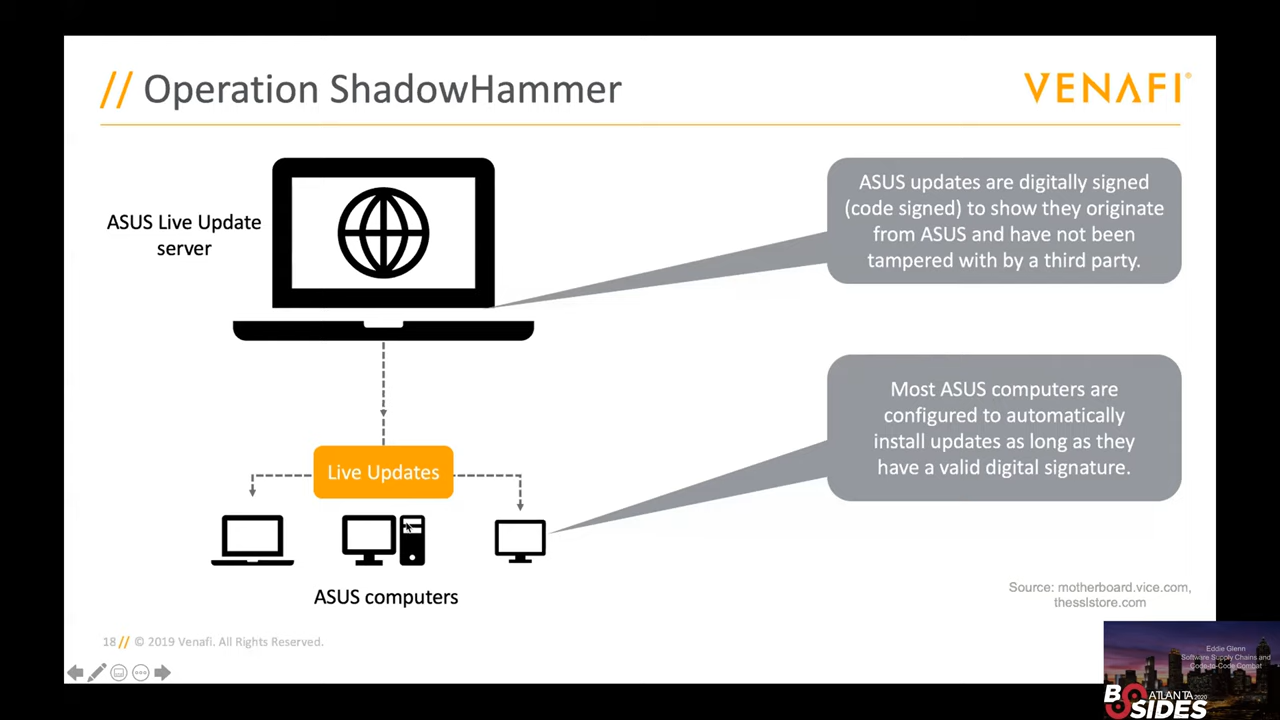 // Operation ShadowHammer
VENAFI®
ASUS Live Update
server
ASUS updates are digitally signed
(code signed) to show they originate
from ASUS and have not been
tampered with by a third party.
Most ASUS computers are
configured to automatically
install updates as long as they
have a valid digital signature.
Live Updates
ASUS computers
Source: motherboard.vice.com,
thesslstore.com
18 // © 2019 Venafi. All Rights Reserved.
Eddie Glenn
Software Supply Chains and
Code-to-Code Combat
BSIDES
ATLANTA 2020